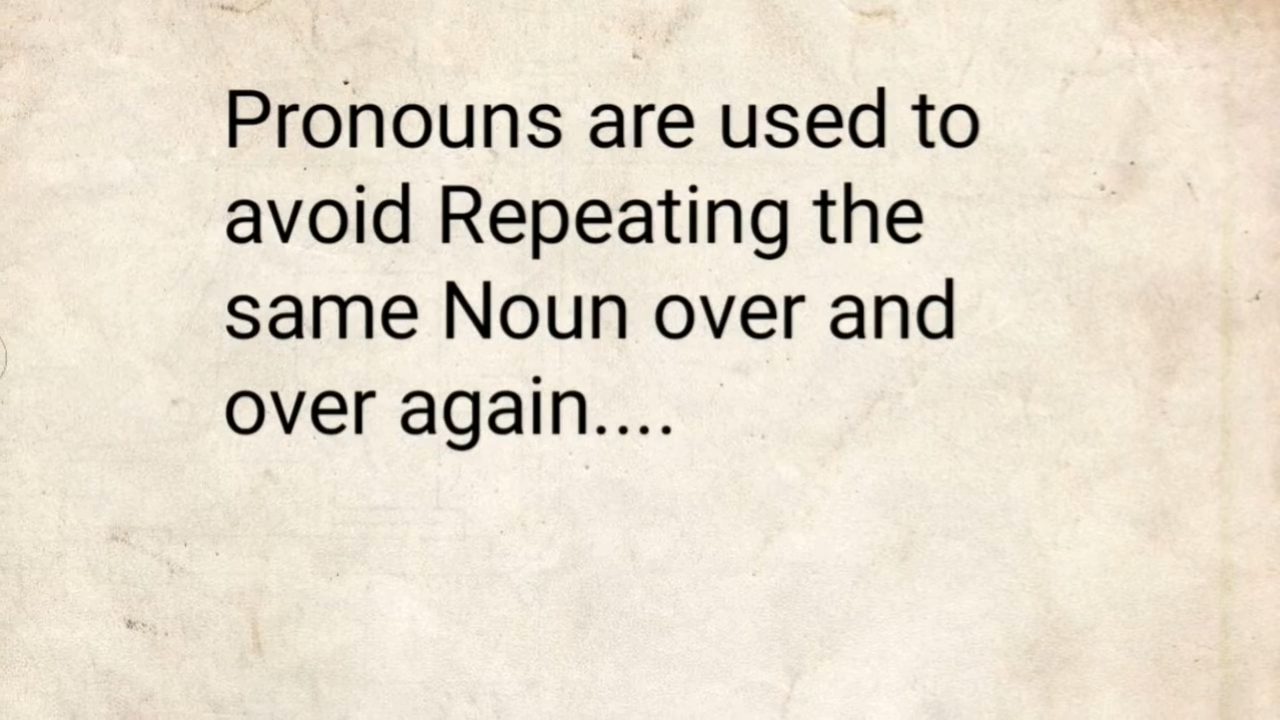 Pronouns are used to
avoid Repeating the
same Noun over and
over again....